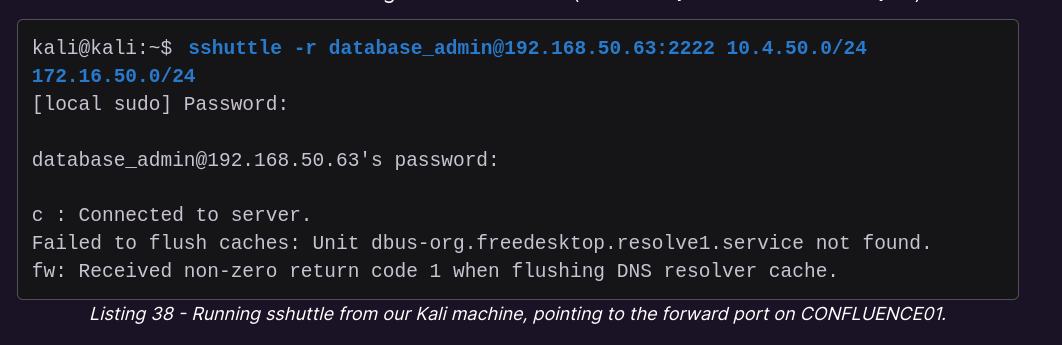 kali@kali:~$ sshuttle -r database_admin@192.168.50.63:2222 10.4.50.0/24
172.16.50.0/24
[local sudo] Password:
database_admin@192.168.50.63's password:
c : Connected to server.
Failed to flush caches: Unit dbus-org.freedesktop.resolve1.service not found.
fw: Received non-zero return code 1 when flushing DNS resolver cache.
Listing 38 - Running sshuttle from our Kali machine, pointing to the forward port on CONFLUENCE01.